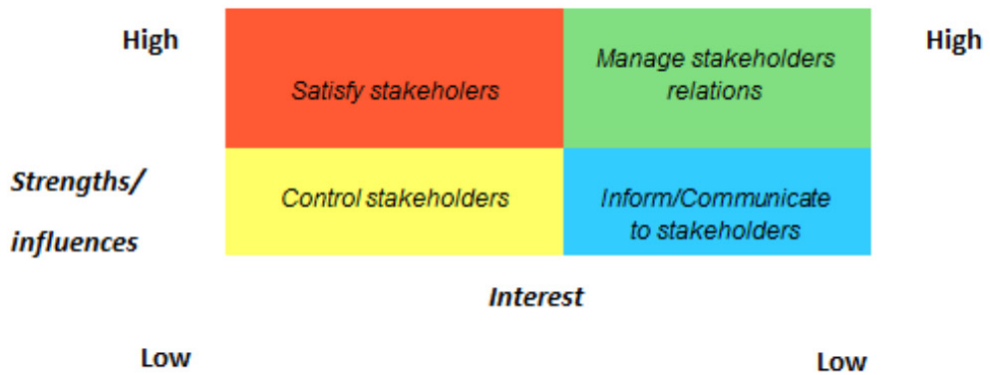 High
High
Satisfy stakeholers
Manage stakeholders
relations
Strengths/
influences
Control stakeholders
Inform/Communicate
to stakeholders
Interest
Low
Low